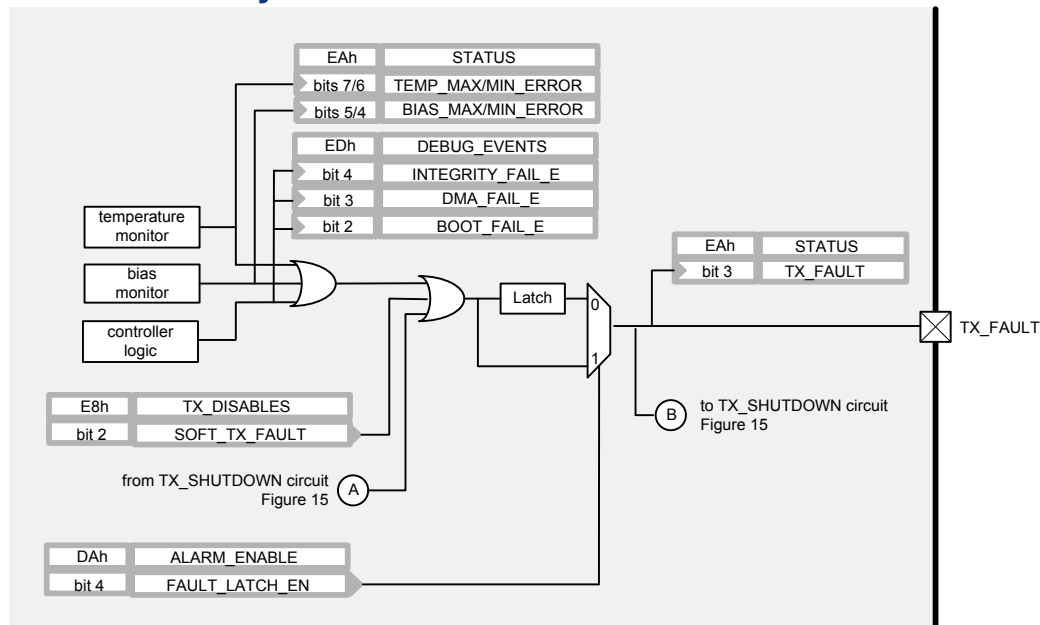 EAh STATUS
bits 7/6 TEMP_MAX/MIN_ERROR
bits 5/4 BIAS_MAX/MIN_ERROR
EDh DEBUG_EVENTS
bit 4 INTEGRITY_FAIL_E
bit 3 DMA_FAIL_E
bit 2 BOOT_FAIL_E
temperature
monitor
bias
monitor
controller
logic
Latch
0
1
EAh STATUS
bit 3 TX_FAULT
TX_FAULT
B
to TX_SHUTDOWN circuit
Figure 15
E8h TX_DISABLES
bit 2 SOFT_TX_FAULT
from TX_SHUTDOWN circuit
Figure 15
A
DAh ALARM_ENABLE
bit 4 FAULT_LATCH_EN